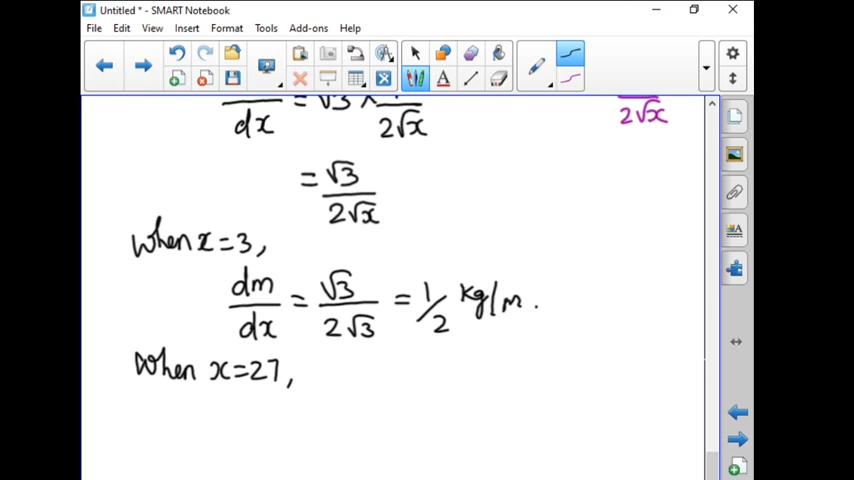 Untitled * - SMART Notebook
File Edit View Insert Format Tools Add-ons Help
dx = √3 × 2√x
2√x
= √3/2√x
When x=3,
dm/dx = √3/2√3 = 1/2 kg/m.
When x=27,